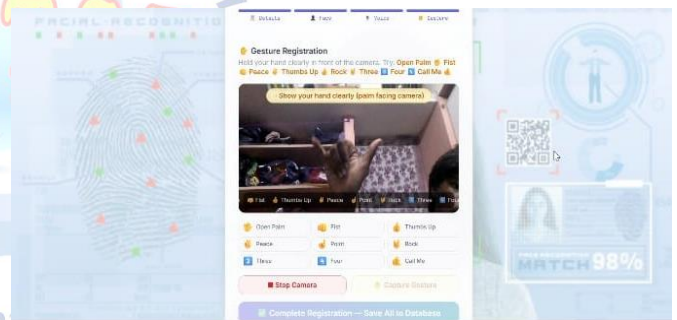 FACIAL-RECOGNITIO
Details Face Voice Gesture
Gesture Registration
Hold your hand clearly in front of the camera. Try: Open Palm Fist
Peace Thumbs Up Rock Three Four Call Me
Show your hand clearly (palm facing camera)
Fist Thumbs Up Peace Point Rock Three Four
Open Palm Fist Thumbs Up
Peace Point Rock
Three Four Call Me
Stop Camera Capture Gesture
Complete Registration — Save All to Database
MATCH 98%